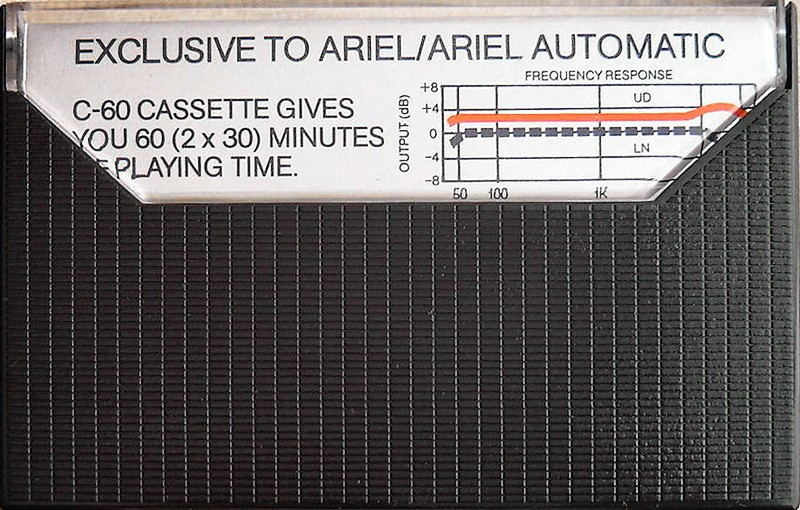 EXCLUSIVE TO ARIEL/ARIEL AUTOMATIC
C-60 CASSETTE GIVES
YOU 60 (2 x 30) MINUTES
OF PLAYING TIME.
FREQUENCY RESPONSE
OUTPUT (dB)
+8
+4
0
-4
-8
UD
LN
50 100 1K